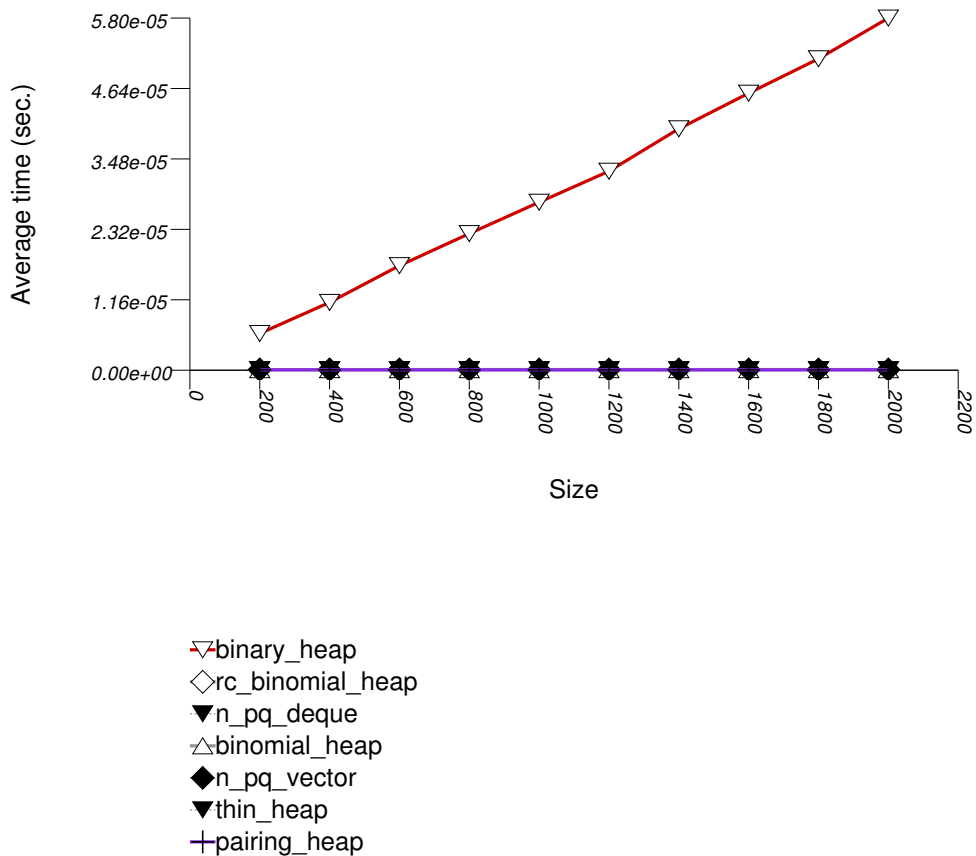 5.80e-05
4.64e-05
3.48e-05
2.32e-05
1.16e-05
0.00e+00
Average time (sec.)
0 200 400 600 800 1000 1200 1400 1600 1800 2000 2200
Size
binary_heap
rc_binomial_heap
n_pq_deque
binomial_heap
n_pq_vector
thin_heap
pairing_heap